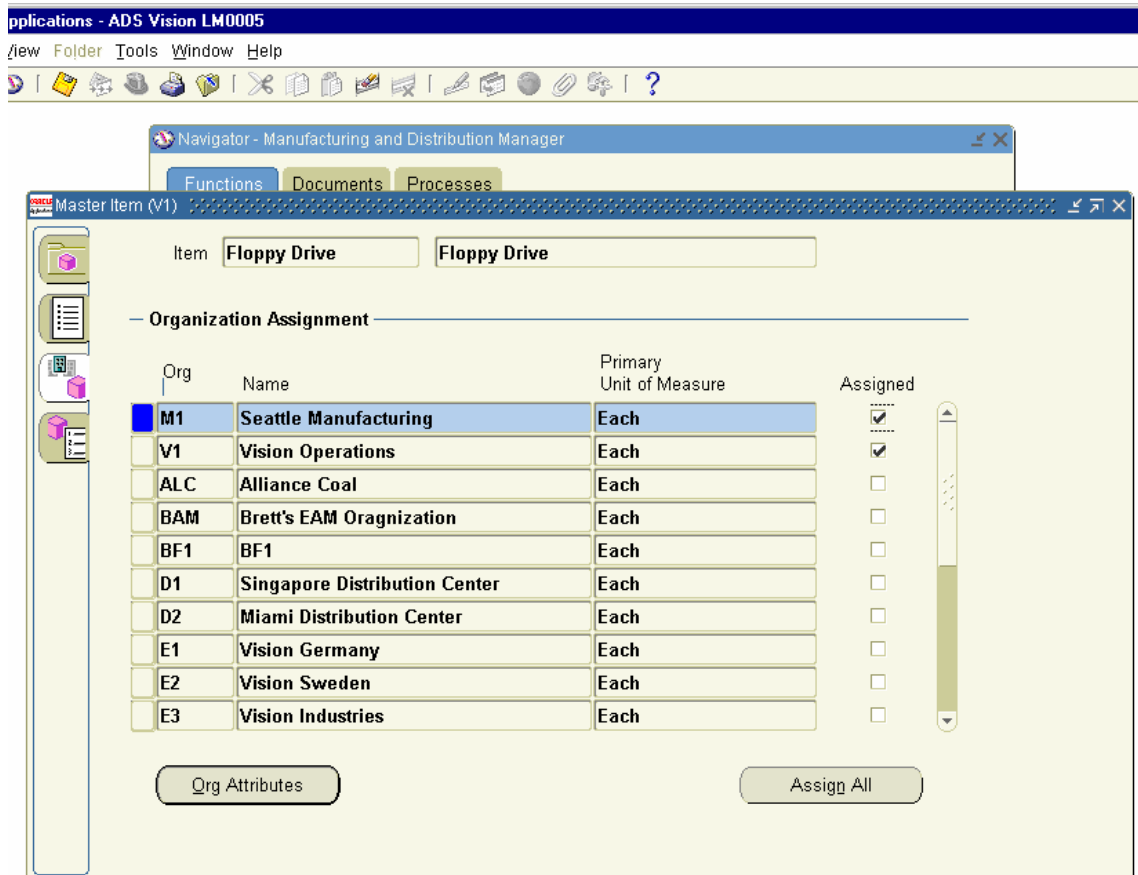 pplications - ADS Vision LM0005
View Folder Tools Window Help
Navigator - Manufacturing and Distribution Manager
Functions Documents Processes
Master Item (V1)
Item Floppy Drive Floppy Drive
Organization Assignment
Org Name Primary Unit of Measure Assigned
M1 Seattle Manufacturing Each
V1 Vision Operations Each
ALC Alliance Coal Each
BAM Brett's EAM Oragnization Each
BF1 BF1 Each
D1 Singapore Distribution Center Each
D2 Miami Distribution Center Each
E1 Vision Germany Each
E2 Vision Sweden Each
E3 Vision Industries Each
Org Attributes Assign All